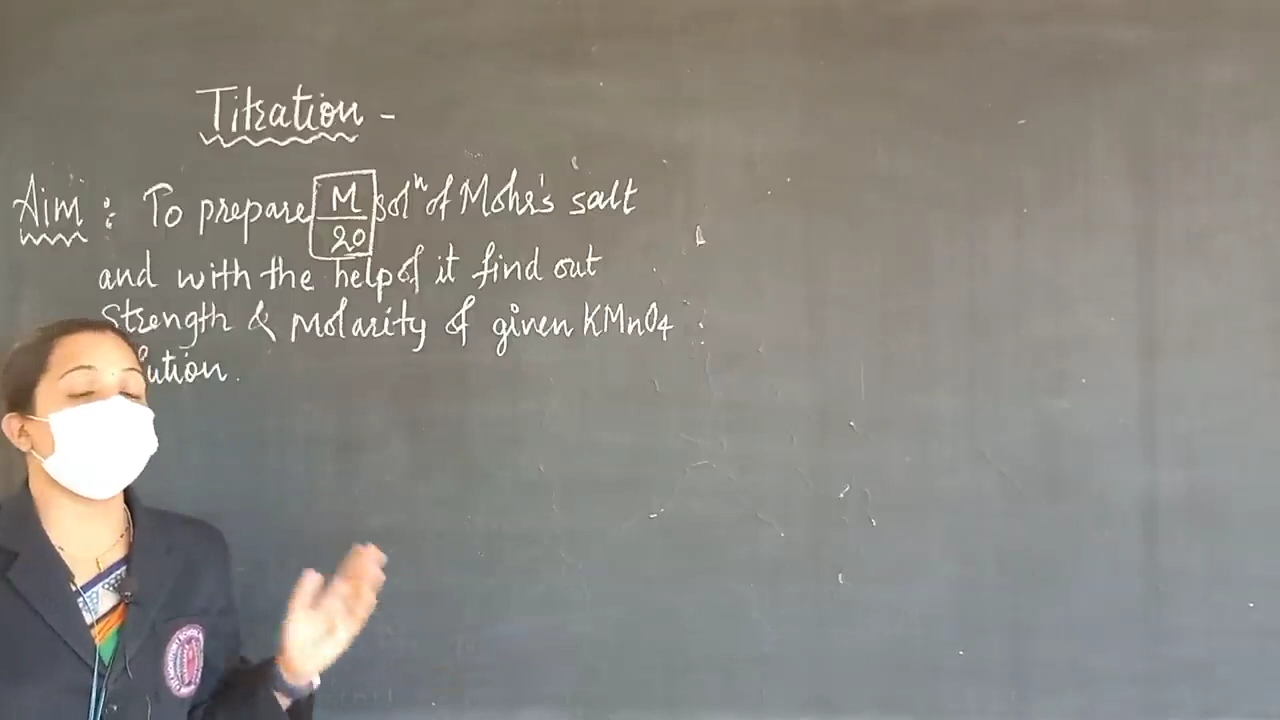 Titration -
Aim : To prepare M/20 solⁿ of Mohr's salt
and with the help of it find out
Strength & Molarity of given KMnO4
ution.